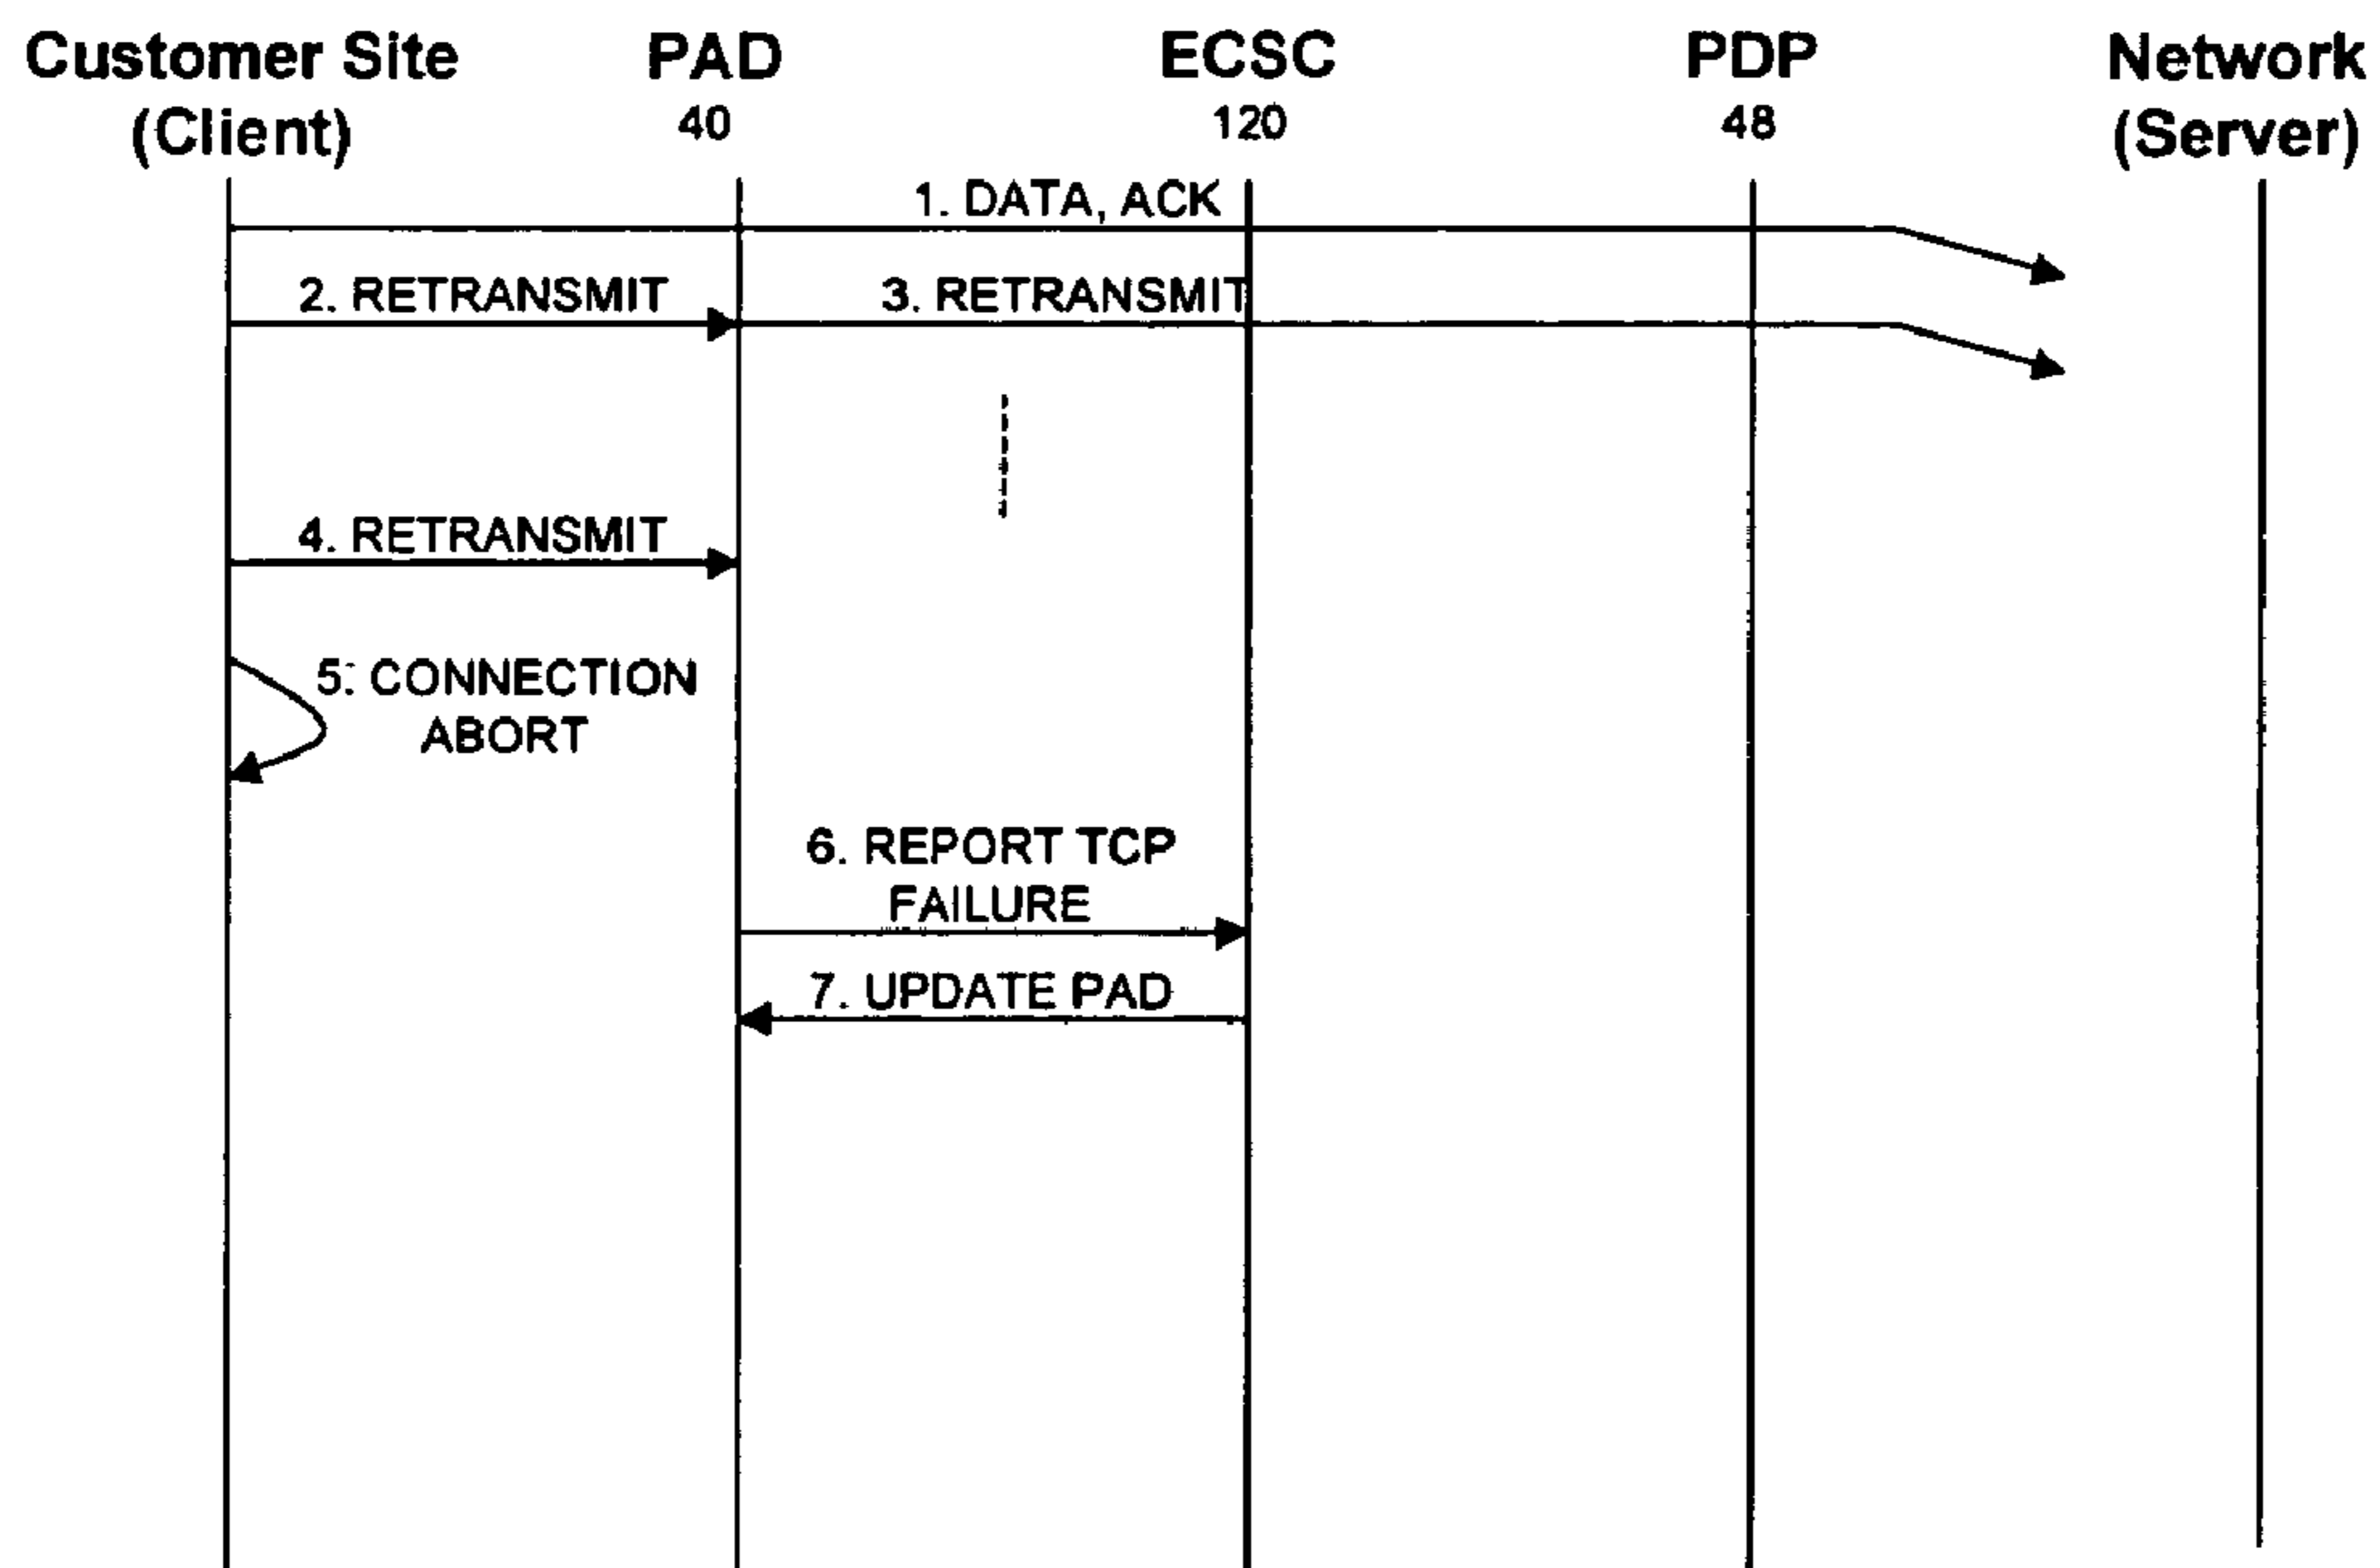 Customer Site PAD ECSC PDP Network
(Client) 40 120 48 (Server)
1. DATA, ACK
2. RETRANSMIT 3. RETRANSMIT
4. RETRANSMIT
5. CONNECTION
ABORT
6. REPORT TCP
FAILURE
7. UPDATE PAD